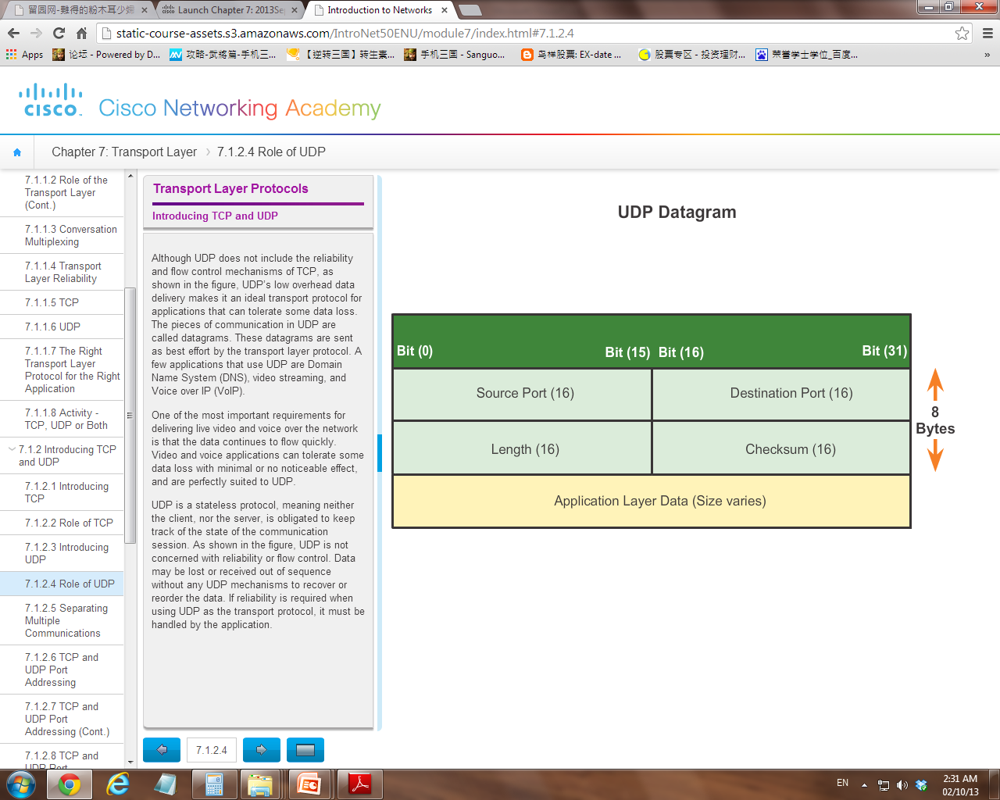 留园网-難得的粉木耳少婦
Launch Chapter 7: 2013Sep
Introduction to Networks
static-course-assets.s3.amazonaws.com/IntroNet50ENU/module7/index.html#7.1.2.4
Apps
论坛 - Powered by D...
攻略-武将篇-手机三...
【逆转三国】转生素...
手机三国 - Sanguo...
鸟样股票: EX-date ...
股票专区 - 投资理财...
荣誉学士学位_百度...
»
cisco.
Cisco Networking Academy
Chapter 7: Transport Layer
7.1.2.4 Role of UDP
7.1.1.2 Role of the
Transport Layer
(Cont.)
7.1.1.3 Conversation
Multiplexing
7.1.1.4 Transport
Layer Reliability
7.1.1.5 TCP
7.1.1.6 UDP
7.1.1.7 The Right
Transport Layer
Protocol for the Right
Application
7.1.1.8 Activity -
TCP, UDP or Both
7.1.2 Introducing TCP
and UDP
7.1.2.1 Introducing
TCP
7.1.2.2 Role of TCP
7.1.2.3 Introducing
UDP
7.1.2.4 Role of UDP
7.1.2.5 Separating
Multiple
Communications
7.1.2.6 TCP and
UDP Port
Addressing
7.1.2.7 TCP and
UDP Port
Addressing (Cont.)
7.1.2.8 TCP and
UDP Port
Transport Layer Protocols
Introducing TCP and UDP
Although UDP does not include the reliability
and flow control mechanisms of TCP, as
shown in the figure, UDP's low overhead data
delivery makes it an ideal transport protocol for
applications that can tolerate some data loss.
The pieces of communication in UDP are
called datagrams. These datagrams are sent
as best effort by the transport layer protocol. A
few applications that use UDP are Domain
Name System (DNS), video streaming, and
Voice over IP (VoIP).
One of the most important requirements for
delivering live video and voice over the network
is that the data continues to flow quickly.
Video and voice applications can tolerate some
data loss with minimal or no noticeable effect,
and are perfectly suited to UDP.
UDP is a stateless protocol, meaning neither
the client, nor the server, is obligated to keep
track of the state of the communication
session. As shown in the figure, UDP is not
concerned with reliability or flow control. Data
may be lost or received out of sequence
without any UDP mechanisms to recover or
reorder the data. If reliability is required when
using UDP as the transport protocol, it must be
handled by the application.
7.1.2.4
UDP Datagram
Bit (0)
Bit (15)
Bit (16)
Bit (31)
Source Port (16)
Destination Port (16)
Length (16)
Checksum (16)
Application Layer Data (Size varies)
8
Bytes
EN
2:31 AM
02/10/13